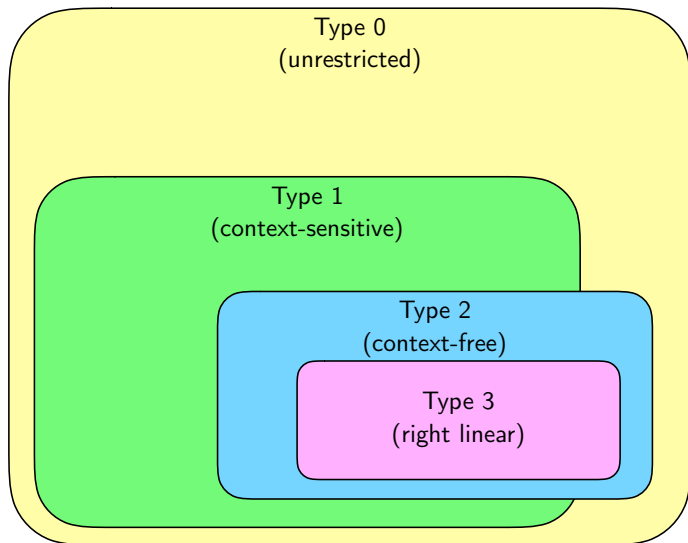 Type 0
(unrestricted)
Type 1
(context-sensitive)
Type 2
(context-free)
Type 3
(right linear)